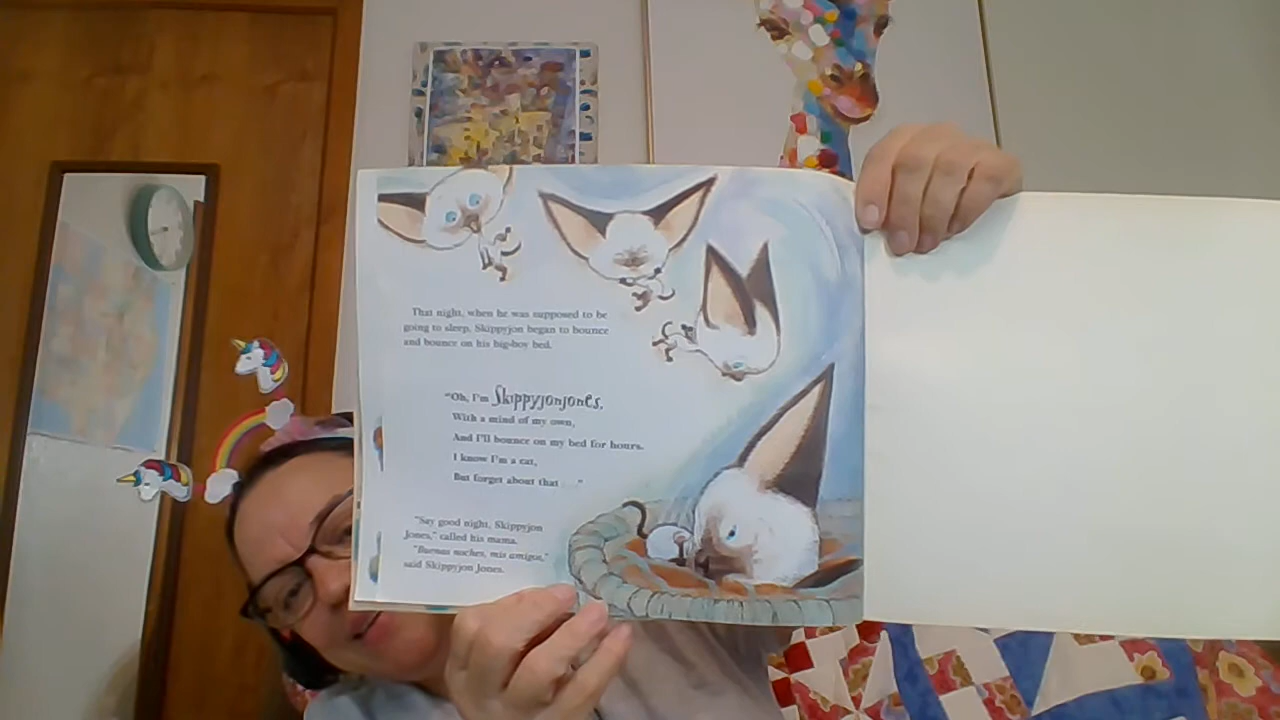 That night, when he was supposed to be
going to sleep, Skippyjon began to bounce
and bounce on his big-boy bed.
"Oh, I'm Skippyjonjones,
With a mind of my own,
And I'll bounce on my bed for hours.
I know I'm a cat,
But forget about that . . ."
"Say good night, Skippyjon
Jones," called his mama.
"Buenas noches, mis amigos,"
said Skippyjon Jones.